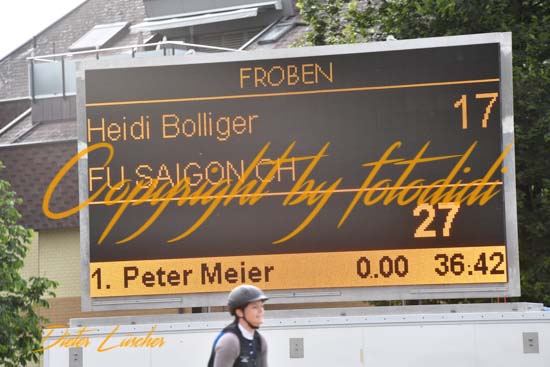 FROBEN
Heidi Bolliger 17
FU SAIGON CH
Copyright by fotodidi
27
1. Peter Meier 0.00 36.42
Dieter Luscher